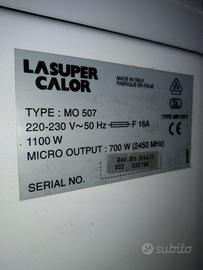 LASUPER
CALOR
MADE IN ITALY
FABRIQUE EN ITALIE
TYPE : MO 507
220-230 V~50 Hz F 16A
1100 W
MICRO OUTPUT : 700 W (2450 MHz)
SERIAL NO.
subito